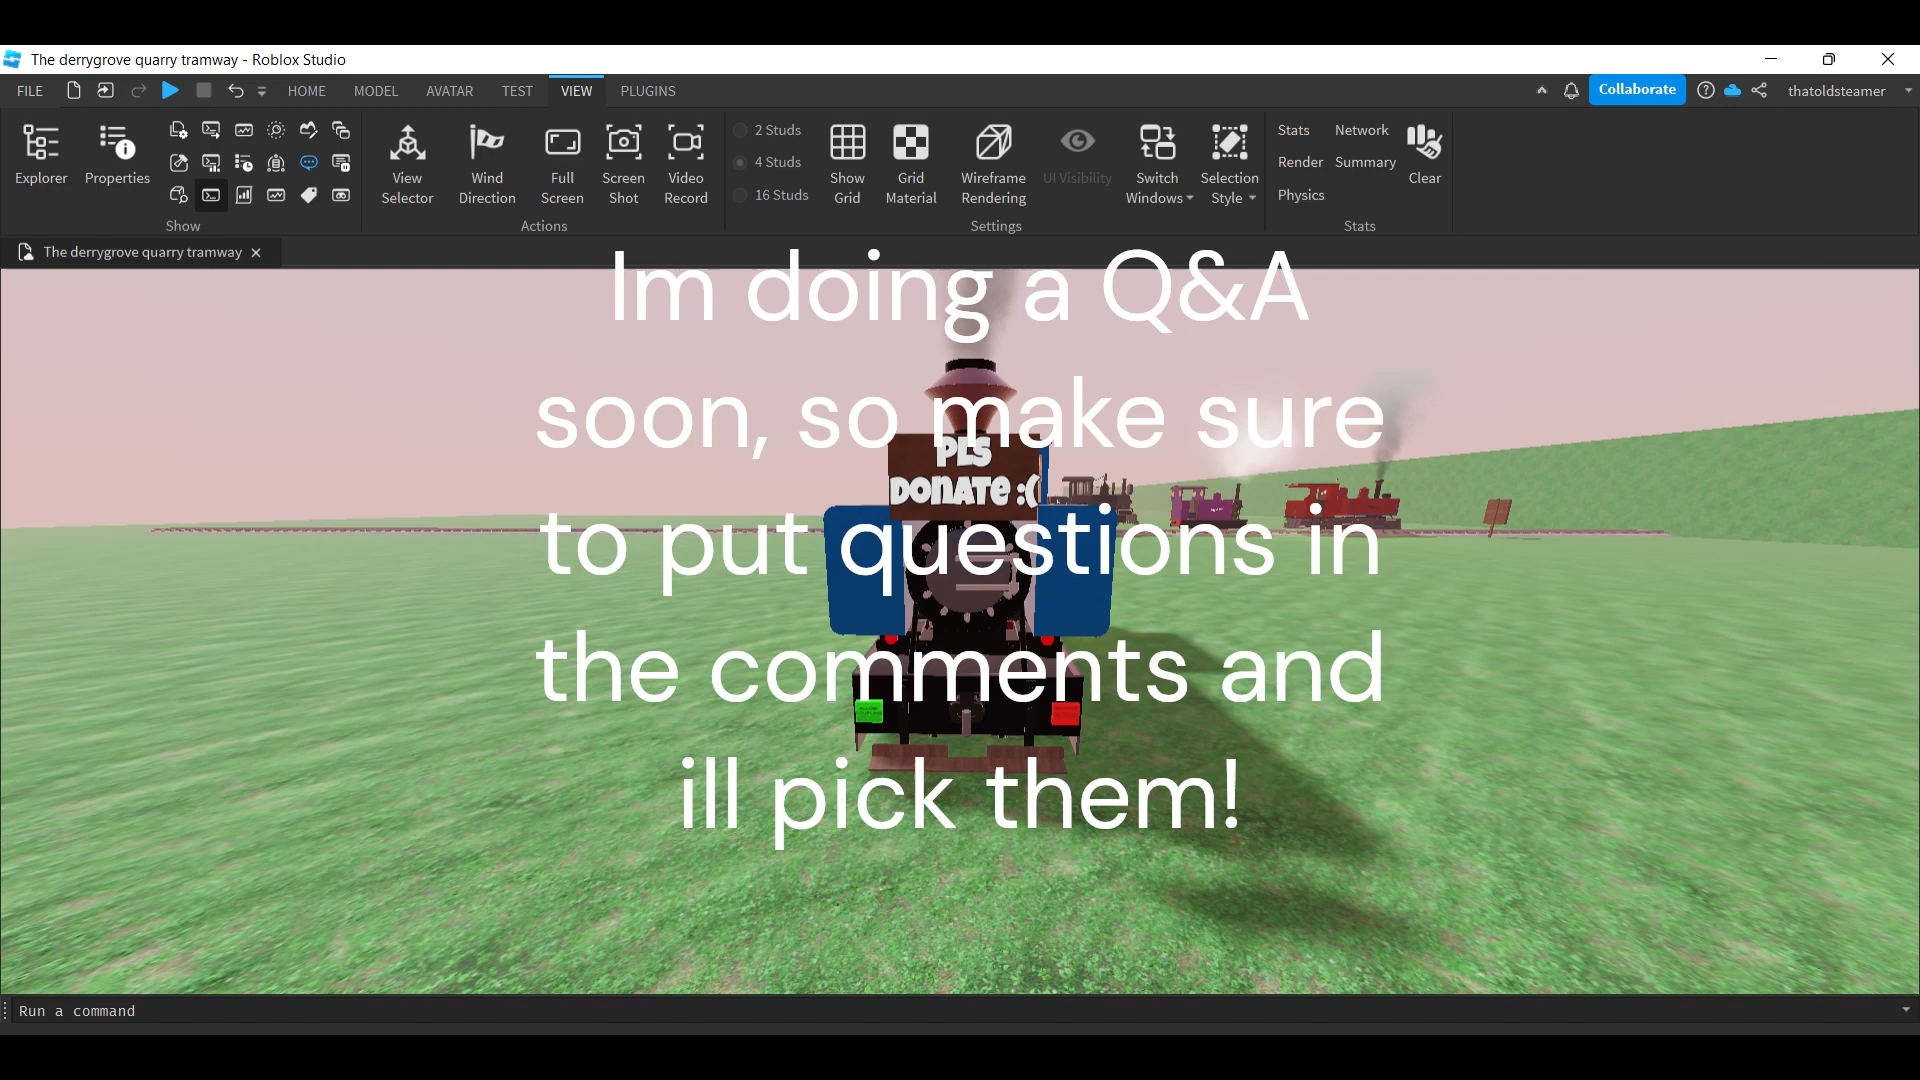 The derrygrove quarry tramway - Roblox Studio
FILE HOME MODEL AVATAR TEST VIEW PLUGINS Collaborate thatoldsteamer
Explorer Properties
Show
View Selector
Wind Direction
Full Screen
Screen Shot
Video Record
Actions
2 Studs
4 Studs
16 Studs
Show Grid
Grid Material
Wireframe Rendering
UI Visibility
Switch Windows
Selection Style
Settings
Stats Network
Render Summary
Physics
Clear
Stats
The derrygrove quarry tramway
Im doing a Q&A
soon, so make sure
to put questions in
the comments and
ill pick them!
PLS
DONATE :(
Run a command